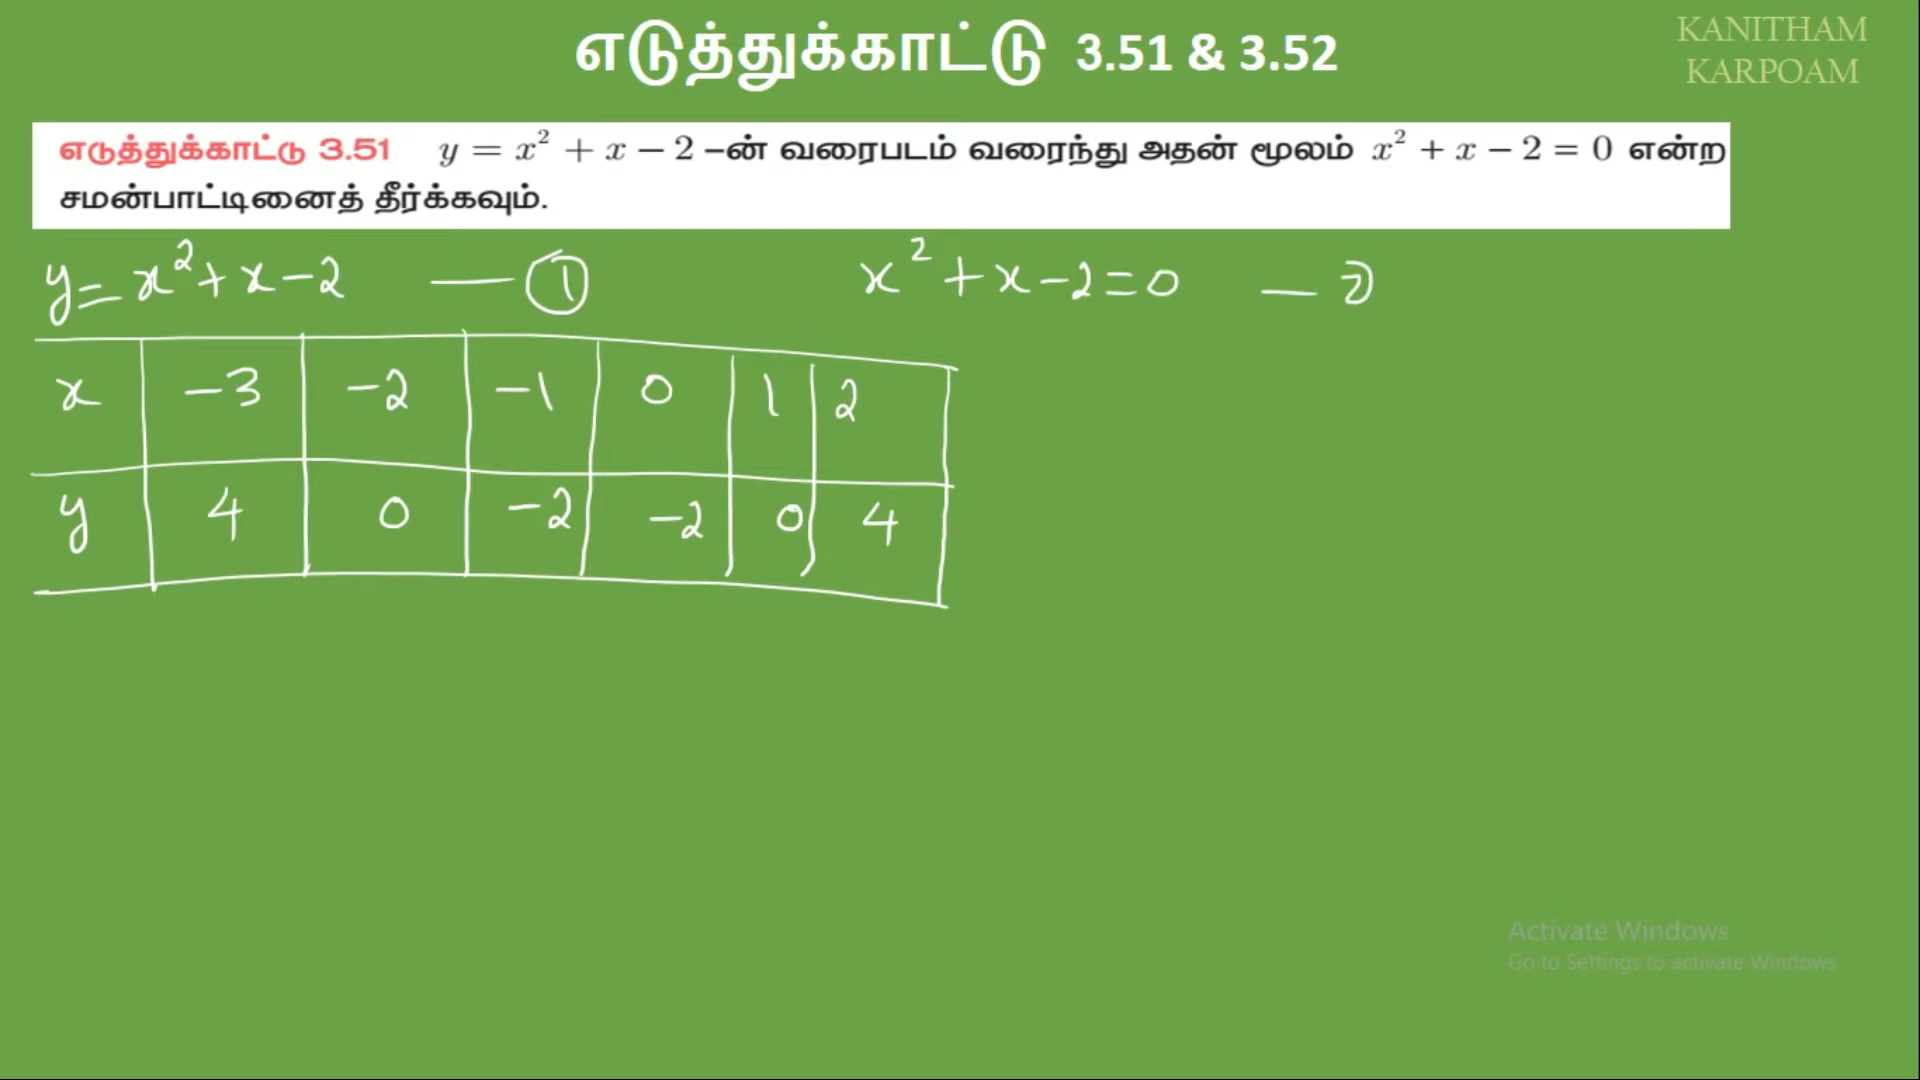 எடுத்துக்காட்டு 3.51 & 3.52
KANITHAM
KARPOAM
எடுத்துக்காட்டு 3.51 y = x² + x − 2 –ன் வரைபடம் வரைந்து அதன் மூலம் x² + x − 2 = 0 என்ற
சமன்பாட்டினைத் தீர்க்கவும்.
y = x² + x − 2 — ① x² + x − 2 = 0 — 2
x −3 −2 −1 0 1 2
y 4 0 −2 −2 0 4
Activate Windows
Go to Settings to activate Windows